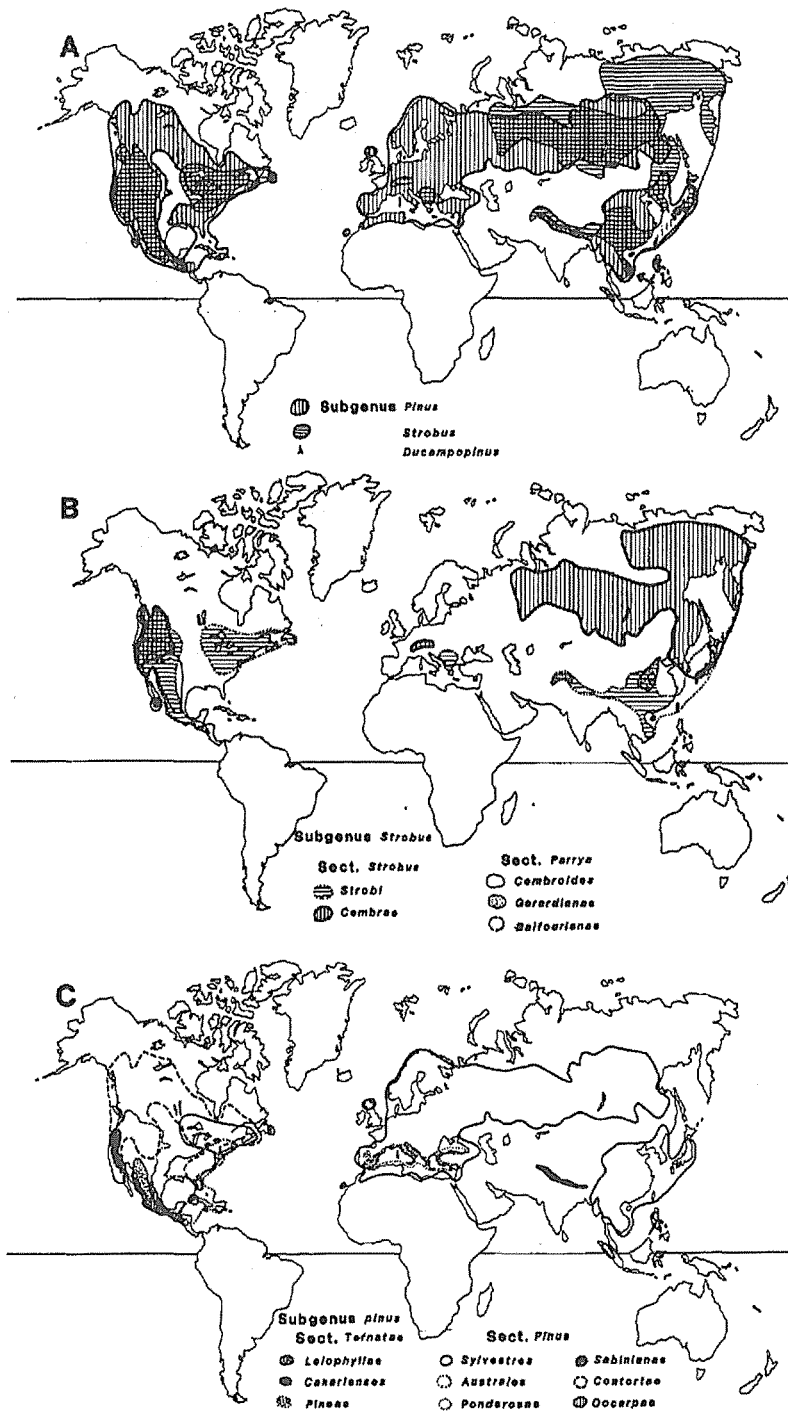 A
Subgenus Pinus
Strobus
Ducampopinus
B
Subgenus Strobus
Sect. Strobus
Strobi
Cembrae
Sect. Parrya
Cembroides
Gerardianae
Balfourianae
C
Subgenus pinus
Sect. Ternatae
Leiophyllae
Canarienses
Pineae
Sect. Pinus
Sylvestres
Australes
Ponderosae
Sabinianae
Contortae
Oocarpae